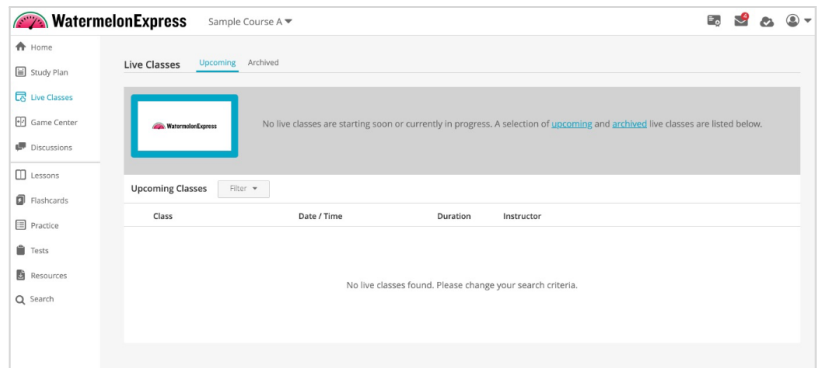 WatermelonExpress Sample Course A
4
Home
Study Plan
Live Classes
Game Center
Discussions
Lessons
Flashcards
Practice
Tests
Resources
Search
Live Classes Upcoming Archived
WatermelonExpress
No live classes are starting soon or currently in progress. A selection of upcoming and archived live classes are listed below.
Upcoming Classes Filter
Class Date / Time Duration Instructor
No live classes found. Please change your search criteria.